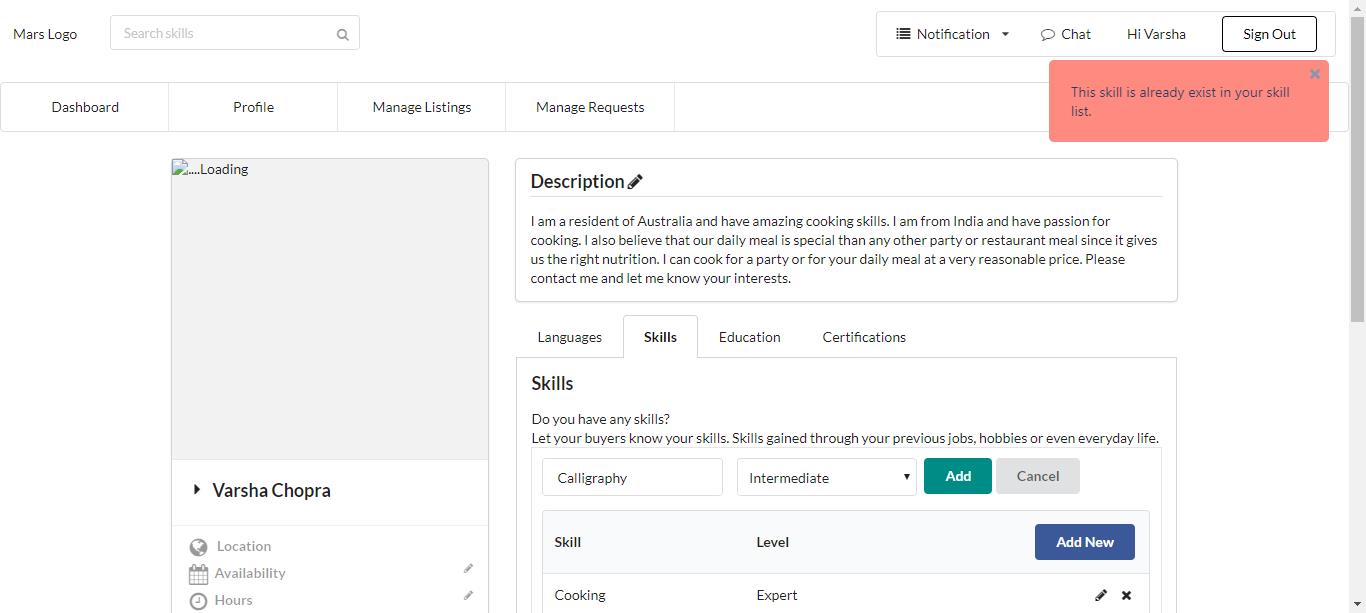 Mars Logo
Search skills
Notification
Chat
Hi Varsha
Sign Out
This skill is already exist in your skill
list.
Dashboard
Profile
Manage Listings
Manage Requests
....Loading
Description
I am a resident of Australia and have amazing cooking skills. I am from India and have passion for
cooking. I also believe that our daily meal is special than any other party or restaurant meal since it gives
us the right nutrition. I can cook for a party or for your daily meal at a very reasonable price. Please
contact me and let me know your interests.
Languages
Skills
Education
Certifications
Skills
Do you have any skills?
Let your buyers know your skills. Skills gained through your previous jobs, hobbies or even everyday life.
Calligraphy
Intermediate
Add
Cancel
Skill
Level
Add New
Cooking
Expert
Varsha Chopra
Location
Availability
Hours